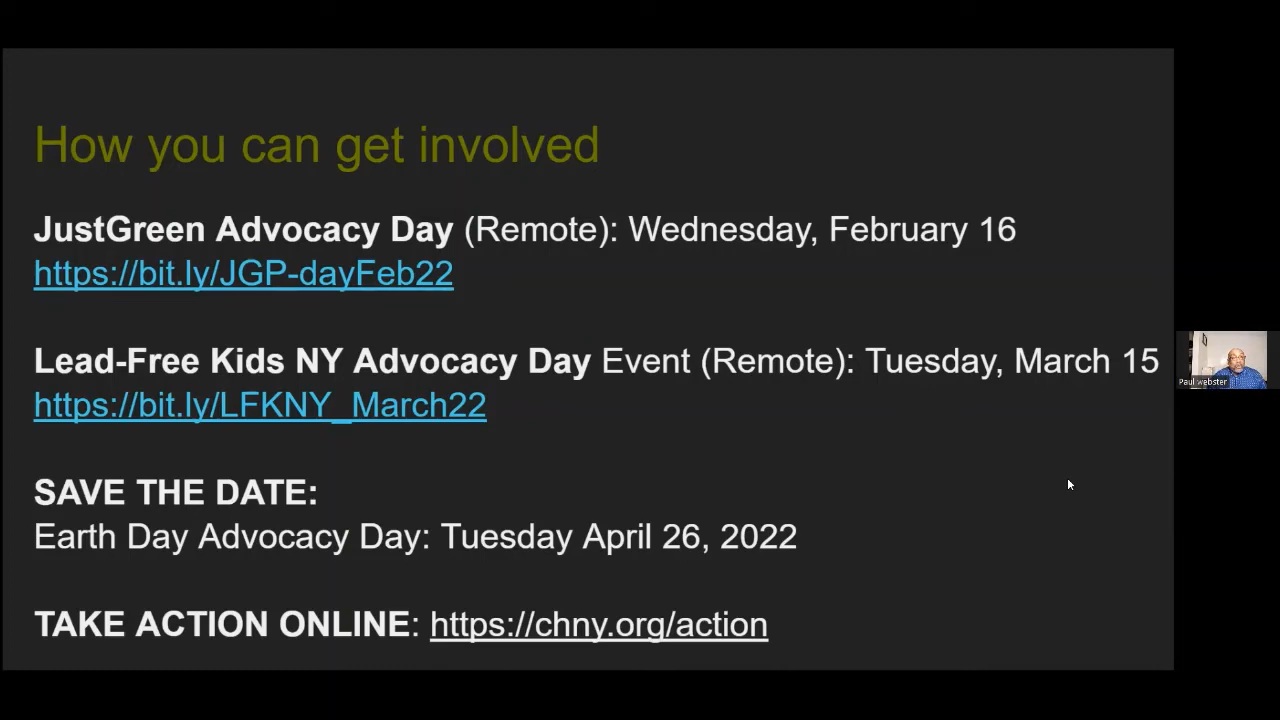 How you can get involved
JustGreen Advocacy Day (Remote): Wednesday, February 16
https://bit.ly/JGP-dayFeb22
Lead-Free Kids NY Advocacy Day Event (Remote): Tuesday, March 15
https://bit.ly/LFKNY_March22
SAVE THE DATE:
Earth Day Advocacy Day: Tuesday April 26, 2022
TAKE ACTION ONLINE: https://chny.org/action
Paul webster